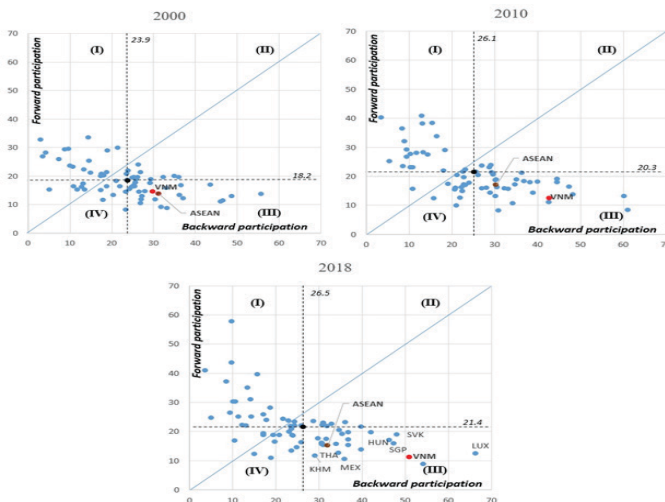 2000
70
60
50
40
30
20
10
0
Forward participation
(I)
23.9
(II)
18.2
VNM
ASEAN
(IV)
(III)
Backward participation
0 10 20 30 40 50 60 70
2010
70
60
50
40
30
20
10
0
Forward participation
(I)
26.1
(II)
20.3
ASEAN
VNM
(IV)
(III)
Backward participation
0 10 20 30 40 50 60 70
2018
70
60
50
40
30
20
10
0
Forward participation
(I)
26.5
(II)
ASEAN
21.4
HUN
SVK
SGP
LUX
THA
VNM
KHM
MEX
(IV)
(III)
Backward participation
0 10 20 30 40 50 60 70